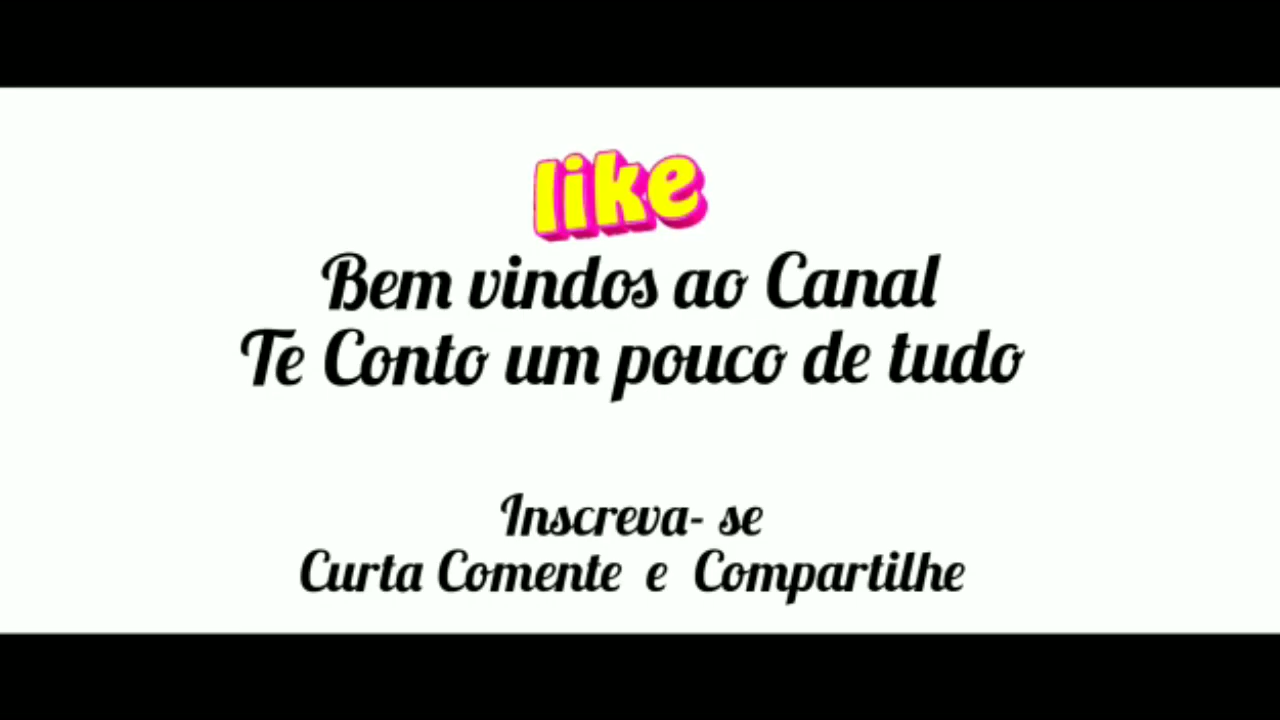 like
Bem vindos ao Canal
Te Conto um pouco de tudo
Inscreva- se
Curta Comente e Compartilhe